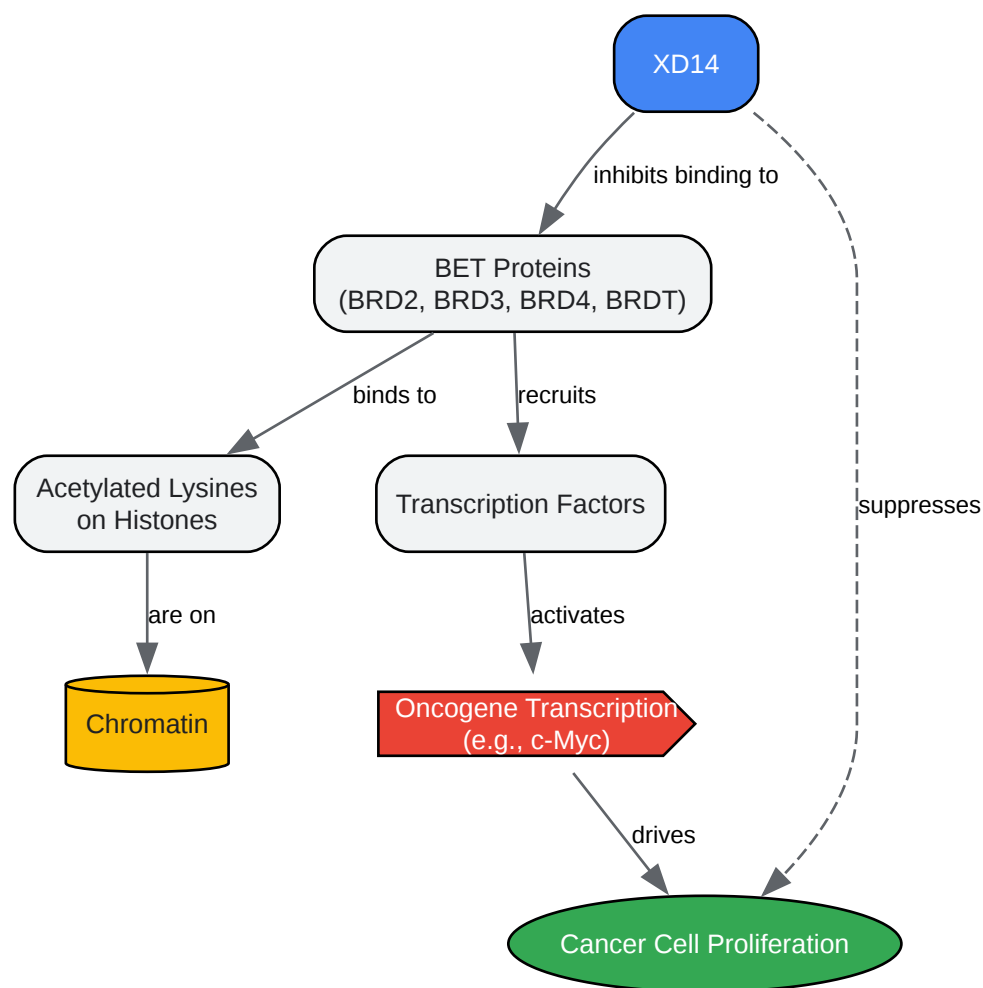 XD14
inhibits binding to
BET Proteins
(BRD2, BRD3, BRD4, BRDT)
binds to
recruits
Acetylated Lysines
on Histones
Transcription Factors
suppresses
are on
activates
Chromatin
Oncogene Transcription
(e.g., c-Myc)
drives
Cancer Cell Proliferation